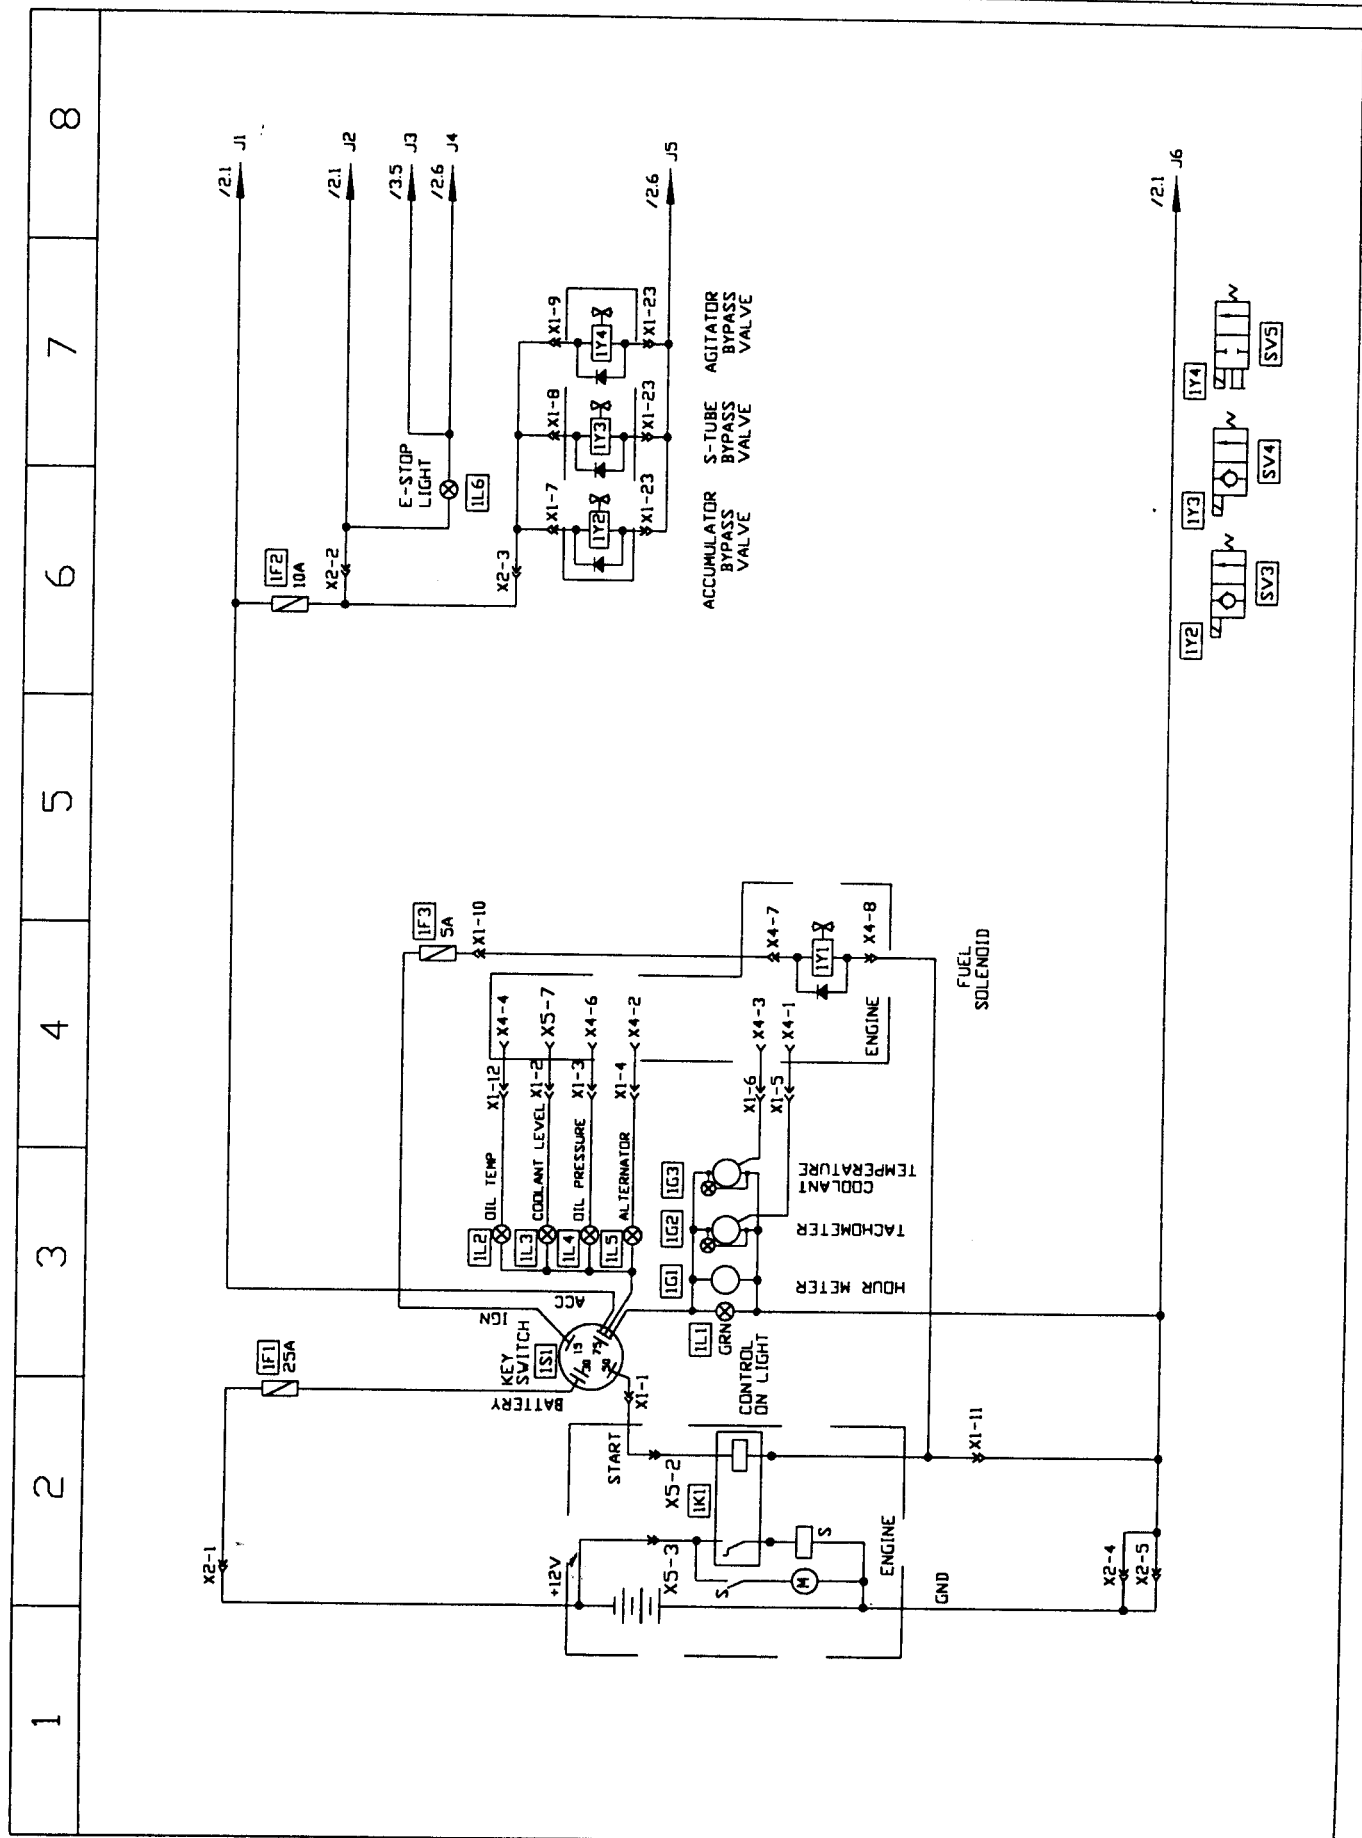 1
2
3
4
5
6
7
8
X2-1
1F1
25A
BATTERY
KEY
SWITCH
1S1
IGN
ACC
15
30
75
50
X1-1
START
+12V
X5-3
X5-2
1K1
S
M
S
ENGINE
GND
X2-4
X2-5
X1-11
1L1
GRN
CONTROL
ON LIGHT
1G1
HOUR METER
1G2
TACHOMETER
1G3
COOLANT
TEMPERATURE
1L2
OIL TEMP
X1-12
X4-4
1L3
COOLANT LEVEL
X1-2
X5-7
1L4
OIL PRESSURE
X1-3
X4-6
1L5
ALTERNATOR
X1-4
X4-2
X1-6
X4-3
X1-5
X4-1
ENGINE
1F3
5A
X1-10
X4-7
1Y1
X4-8
FUEL
SOLENOID
1F2
10A
X2-2
X2-3
E-STOP
LIGHT
1L6
X1-7
1Y2
X1-23
ACCUMULATOR
BYPASS
VALVE
X1-8
1Y3
X1-23
S-TUBE
BYPASS
VALVE
X1-9
1Y4
X1-23
AGITATOR
BYPASS
VALVE
/2.1 J1
/2.1 J2
/3.5 J3
/2.6 J4
/2.6 J5
/2.1 J6
1Y2
SV3
1Y3
SV4
1Y4
SV5